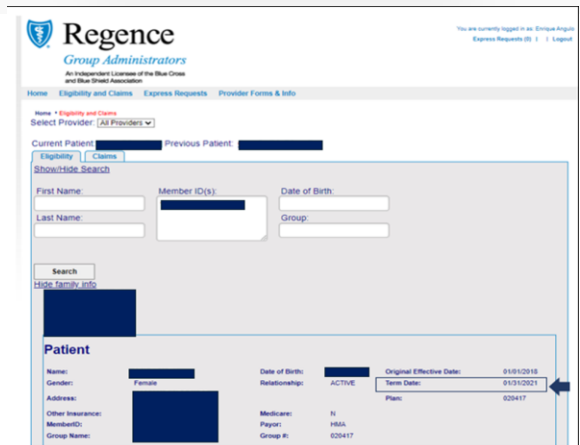 Regence
Group Administrators
An Independent Licensee of the Blue Cross
and Blue Shield Association
You are currently logged in as: Enrique Angulo
Express Requests (0) | | Logout
Home Eligibility and Claims Express Requests Provider Forms & Info
Home Eligibility and Claims
Select Provider: All Providers
Current Patient: Previous Patient:
Eligibility Claims
Show/Hide Search
First Name: Member ID(s): Date of Birth:
Last Name: Group:
Search
Hide family info
Patient
Name: Date of Birth: Original Effective Date: 01/01/2018
Gender: Female Relationship: ACTIVE Term Date: 01/31/2021
Address: Plan: 020417
Other Insurance: Medicare: N
MemberID: Payor: HMA
Group Name: Group #: 020417